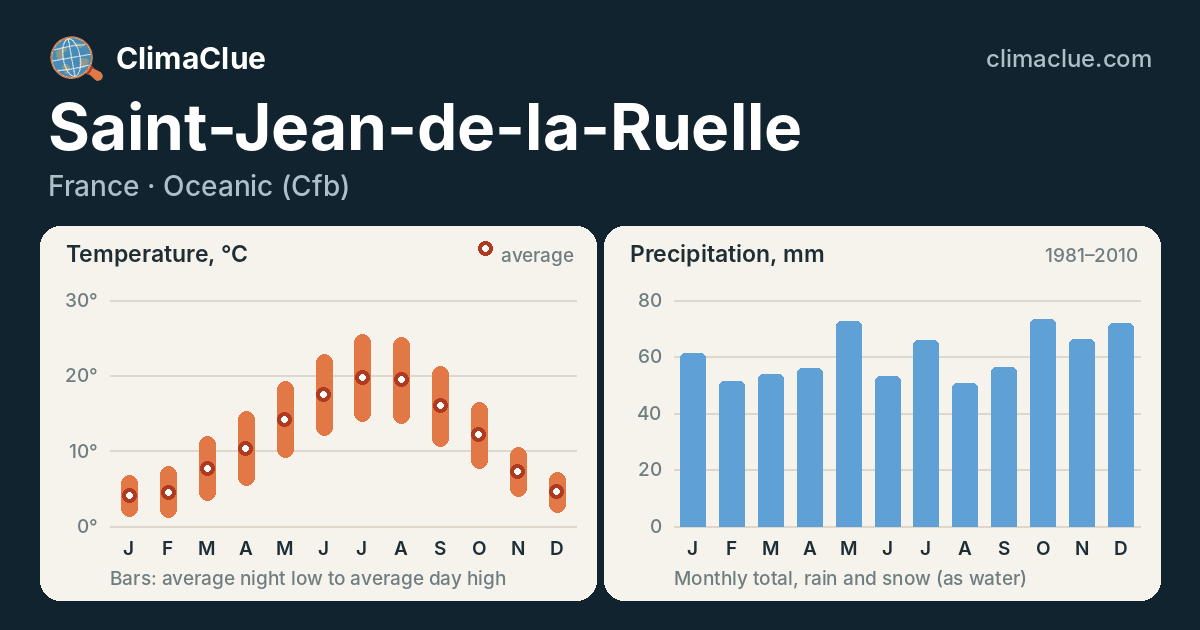 ClimaClue
climaclue.com
Saint-Jean-de-la-Ruelle
France · Oceanic (Cfb)
Temperature, °C
average
30°
20°
10°
0°
J F M A M J J A S O N D
Bars: average night low to average day high
Precipitation, mm
1981–2010
80
60
40
20
0
J F M A M J J A S O N D
Monthly total, rain and snow (as water)